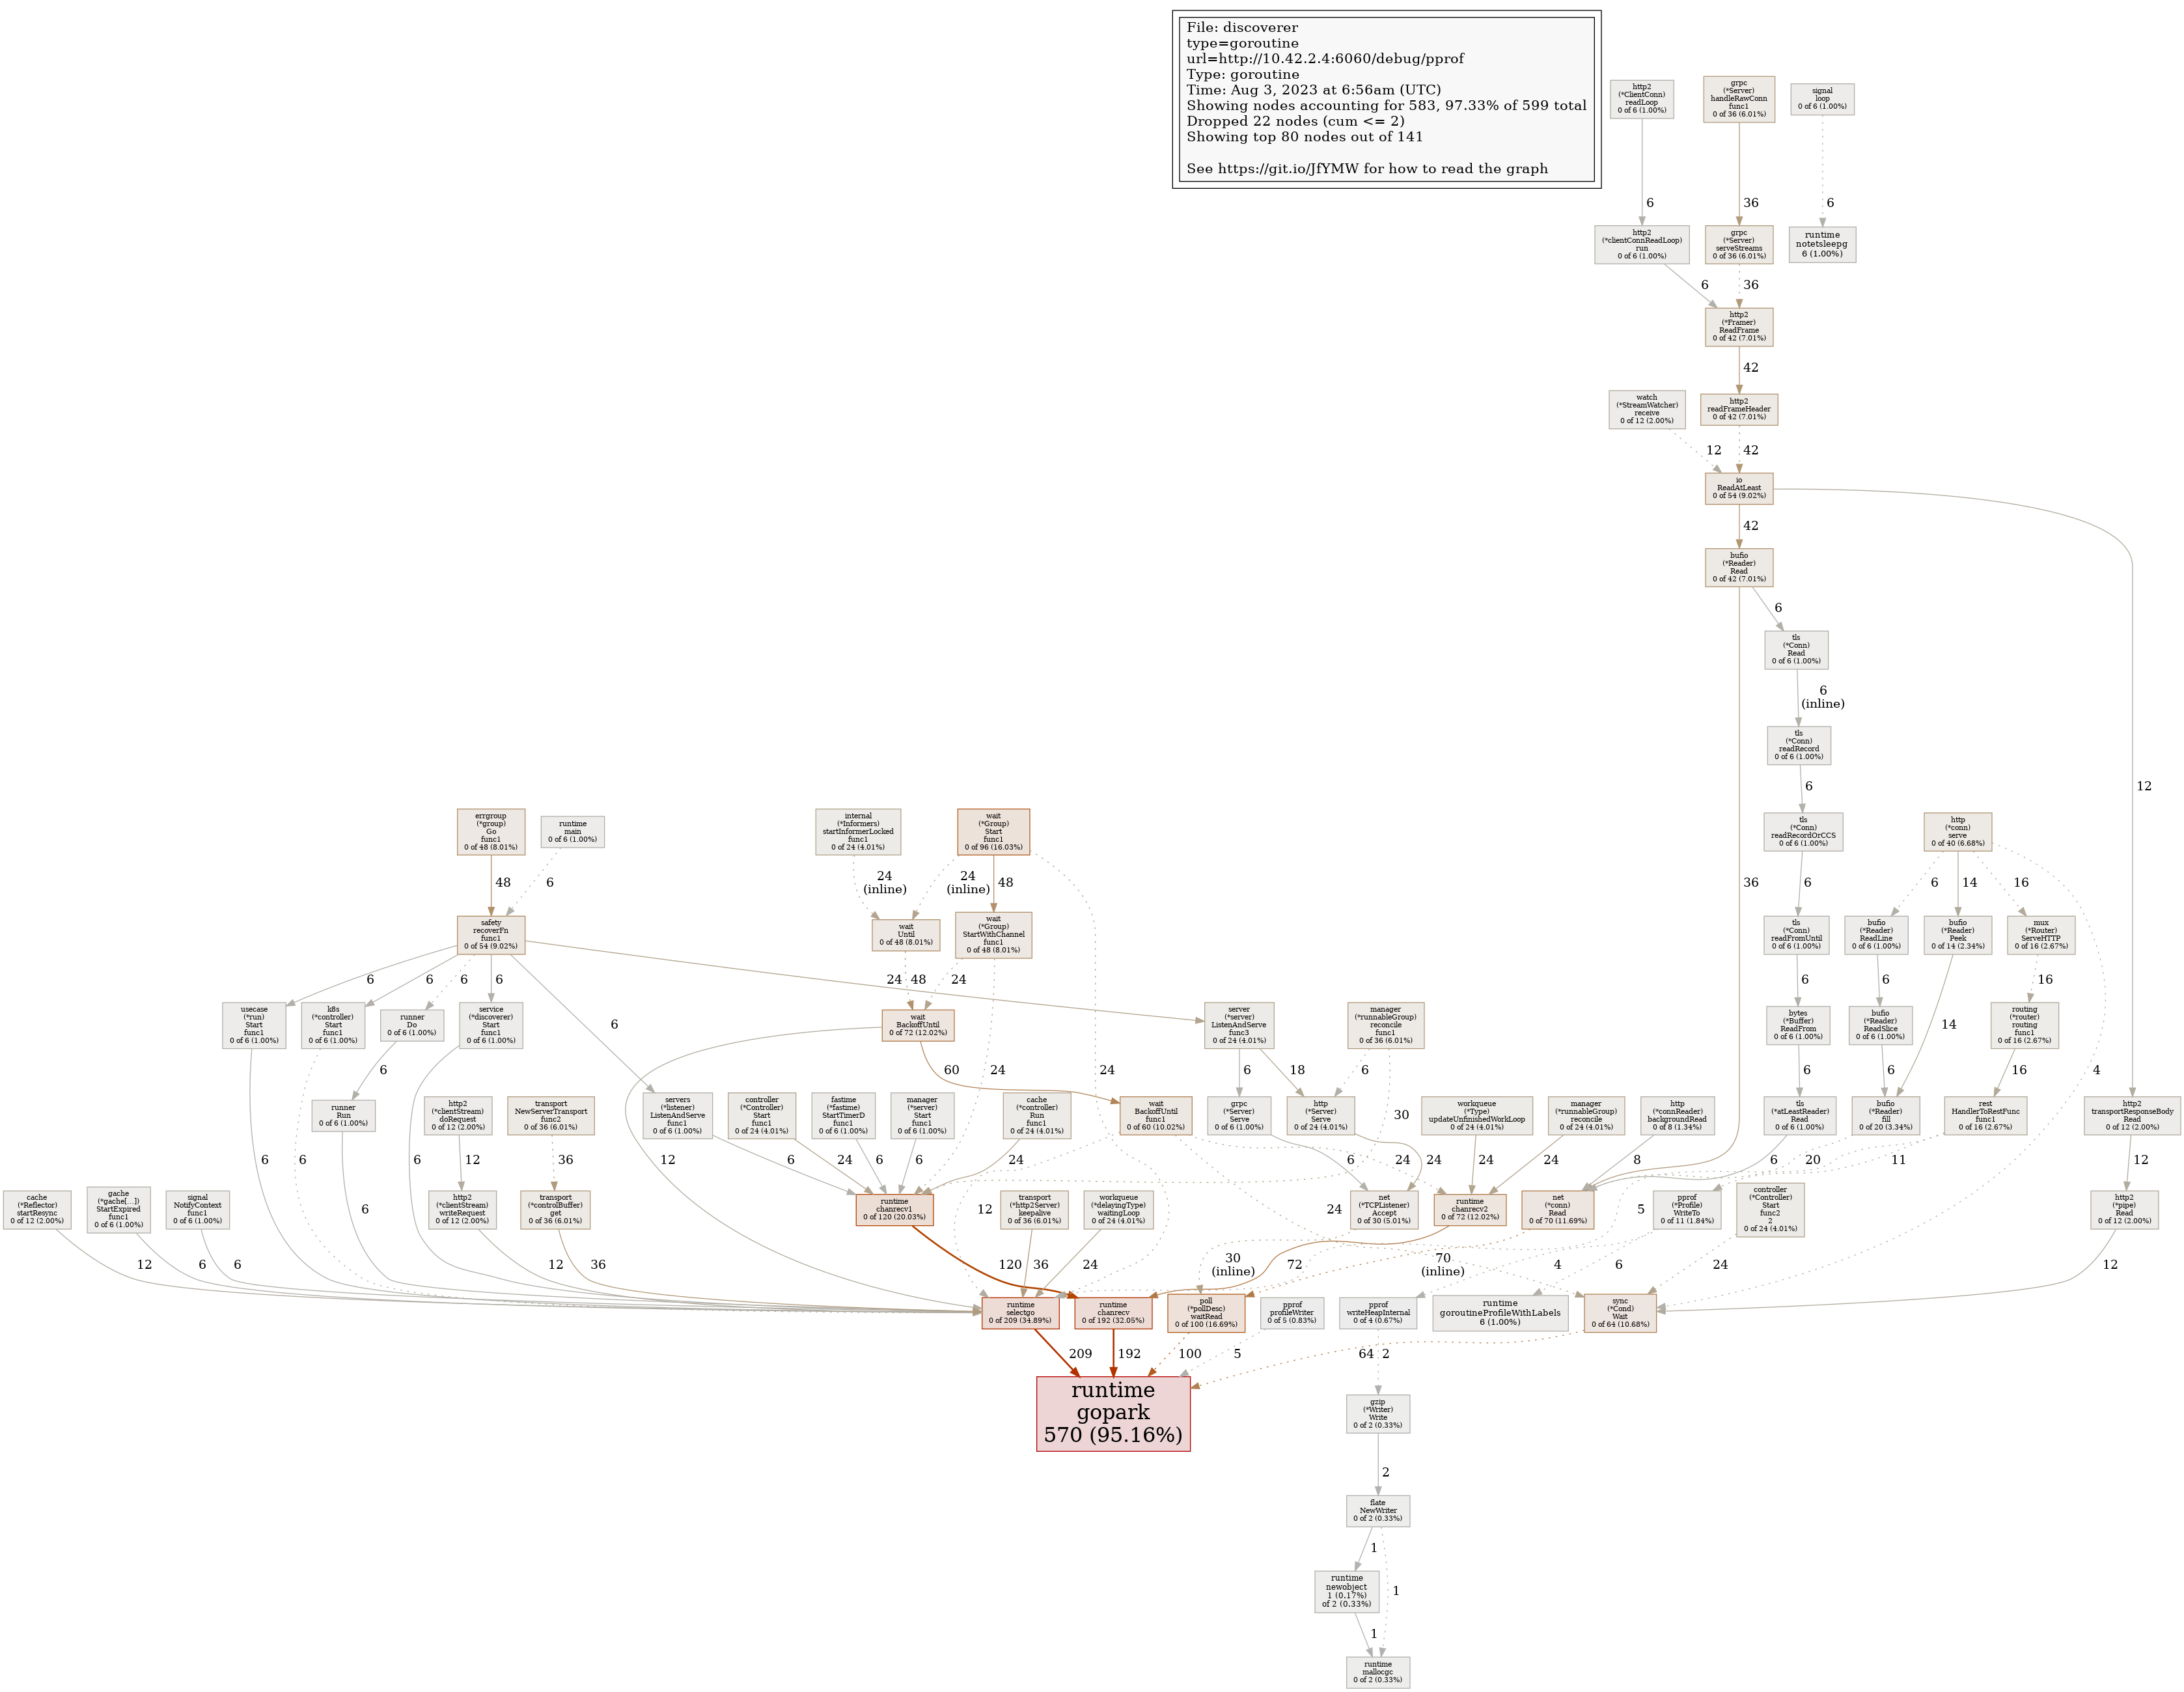 File: discoverer
type=goroutine
url=http://10.42.2.4:6060/debug/pprof
Type: goroutine
Time: Aug 3, 2023 at 6:56am (UTC)
Showing nodes accounting for 583, 97.33% of 599 total
Dropped 22 nodes (cum <= 2)
Showing top 80 nodes out of 141
See https://git.io/JfYMW for how to read the graph
http2
(*ClientConn)
readLoop
0 of 6 (1.00%)
grpc
(*Server)
handleRawConn
func1
0 of 36 (6.01%)
signal
loop
0 of 6 (1.00%)
6
36
6
http2
(*clientConnReadLoop)
run
0 of 6 (1.00%)
grpc
(*Server)
serveStreams
0 of 36 (6.01%)
runtime
notetsleepg
6 (1.00%)
6
36
http2
(*Framer)
ReadFrame
0 of 42 (7.01%)
42
watch
(*StreamWatcher)
receive
0 of 12 (2.00%)
http2
readFrameHeader
0 of 42 (7.01%)
12
42
io
ReadAtLeast
0 of 54 (9.02%)
42
12
bufio
(*Reader)
Read
0 of 42 (7.01%)
6
36
tls
(*Conn)
Read
0 of 6 (1.00%)
6
(inline)
tls
(*Conn)
readRecord
0 of 6 (1.00%)
6
errgroup
(*group)
Go
func1
0 of 48 (8.01%)
runtime
main
0 of 6 (1.00%)
internal
(*Informers)
startInformerLocked
func1
0 of 24 (4.01%)
wait
(*Group)
Start
func1
0 of 96 (16.03%)
tls
(*Conn)
readRecordOrCCS
0 of 6 (1.00%)
http
(*conn)
serve
0 of 40 (6.68%)
48
6
24
(inline)
24
(inline)
48
24
6
6
14
16
4
safety
recoverFn
func1
0 of 54 (9.02%)
wait
Until
0 of 48 (8.01%)
wait
(*Group)
StartWithChannel
func1
0 of 48 (8.01%)
tls
(*Conn)
readFromUntil
0 of 6 (1.00%)
bufio
(*Reader)
ReadLine
0 of 6 (1.00%)
bufio
(*Reader)
Peek
0 of 14 (2.34%)
mux
(*Router)
ServeHTTP
0 of 16 (2.67%)
6
6
6
6
6
24
48
24
24
6
6
14
16
usecase
(*run)
Start
func1
0 of 6 (1.00%)
k8s
(*controller)
Start
func1
0 of 6 (1.00%)
runner
Do
0 of 6 (1.00%)
service
(*discoverer)
Start
func1
0 of 6 (1.00%)
wait
BackoffUntil
0 of 72 (12.02%)
server
(*server)
ListenAndServe
func3
0 of 24 (4.01%)
manager
(*runnableGroup)
reconcile
func1
0 of 36 (6.01%)
bytes
(*Buffer)
ReadFrom
0 of 6 (1.00%)
bufio
(*Reader)
ReadSlice
0 of 6 (1.00%)
routing
(*router)
routing
func1
0 of 16 (2.67%)
6
6
6
6
12
60
6
18
6
30
6
6
16
runner
Run
0 of 6 (1.00%)
http2
(*clientStream)
doRequest
0 of 12 (2.00%)
transport
NewServerTransport
func2
0 of 36 (6.01%)
servers
(*listener)
ListenAndServe
func1
0 of 6 (1.00%)
controller
(*Controller)
Start
func1
0 of 24 (4.01%)
fastime
(*fastime)
StartTimerD
func1
0 of 6 (1.00%)
manager
(*server)
Start
func1
0 of 6 (1.00%)
cache
(*controller)
Run
func1
0 of 24 (4.01%)
wait
BackoffUntil
func1
0 of 60 (10.02%)
grpc
(*Server)
Serve
0 of 6 (1.00%)
http
(*Server)
Serve
0 of 24 (4.01%)
workqueue
(*Type)
updateUnfinishedWorkLoop
0 of 24 (4.01%)
manager
(*runnableGroup)
reconcile
0 of 24 (4.01%)
http
(*connReader)
backgroundRead
0 of 8 (1.34%)
tls
(*atLeastReader)
Read
0 of 6 (1.00%)
bufio
(*Reader)
fill
0 of 20 (3.34%)
rest
HandlerToRestFunc
func1
0 of 16 (2.67%)
http2
transportResponseBody
Read
0 of 12 (2.00%)
6
12
36
6
24
6
6
24
12
24
24
6
24
24
24
8
6
20
5
11
12
cache
(*Reflector)
startResync
0 of 12 (2.00%)
gache
(*gache[...])
StartExpired
func1
0 of 6 (1.00%)
signal
NotifyContext
func1
0 of 6 (1.00%)
http2
(*clientStream)
writeRequest
0 of 12 (2.00%)
transport
(*controlBuffer)
get
0 of 36 (6.01%)
runtime
chanrecv1
0 of 120 (20.03%)
transport
(*http2Server)
keepalive
0 of 36 (6.01%)
workqueue
(*delayingType)
waitingLoop
0 of 24 (4.01%)
net
(*TCPListener)
Accept
0 of 30 (5.01%)
runtime
chanrecv2
0 of 72 (12.02%)
net
(*conn)
Read
0 of 70 (11.69%)
pprof
(*Profile)
WriteTo
0 of 11 (1.84%)
controller
(*Controller)
Start
func2
2
0 of 24 (4.01%)
http2
(*pipe)
Read
0 of 12 (2.00%)
12
6
6
12
36
120
36
24
30
(inline)
72
70
(inline)
4
6
24
12
runtime
selectgo
0 of 209 (34.89%)
runtime
chanrecv
0 of 192 (32.05%)
poll
(*pollDesc)
waitRead
0 of 100 (16.69%)
pprof
profileWriter
0 of 5 (0.83%)
pprof
writeHeapInternal
0 of 4 (0.67%)
runtime
goroutineProfileWithLabels
6 (1.00%)
sync
(*Cond)
Wait
0 of 64 (10.68%)
209
192
100
5
64
2
runtime
gopark
570 (95.16%)
gzip
(*Writer)
Write
0 of 2 (0.33%)
2
flate
NewWriter
0 of 2 (0.33%)
1
1
runtime
newobject
1 (0.17%)
of 2 (0.33%)
1
runtime
mallocgc
0 of 2 (0.33%)